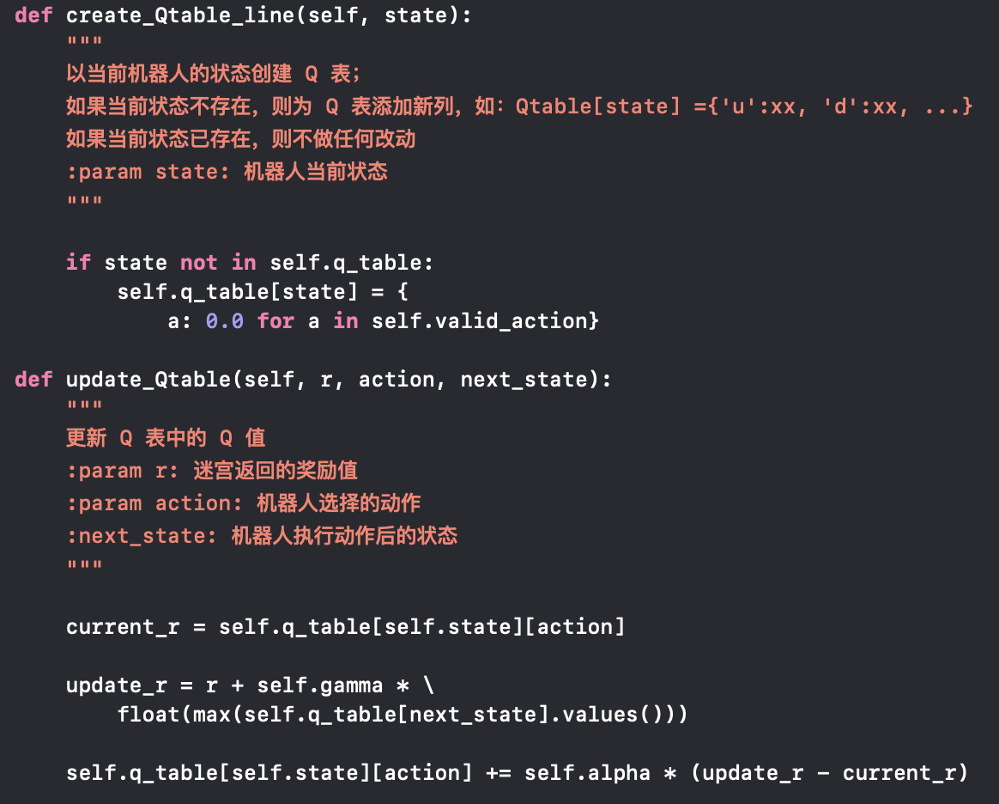 def create_Qtable_line(self, state):
    """
    以当前机器人的状态创建 Q 表；
    如果当前状态不存在，则为 Q 表添加新列，如：Qtable[state] ={'u':xx, 'd':xx, ...}
    如果当前状态已存在，则不做任何改动
    :param state: 机器人当前状态
    """

    if state not in self.q_table:
        self.q_table[state] = {
            a: 0.0 for a in self.valid_action}

def update_Qtable(self, r, action, next_state):
    """
    更新 Q 表中的 Q 值
    :param r: 迷宫返回的奖励值
    :param action: 机器人选择的动作
    :next_state: 机器人执行动作后的状态
    """

    current_r = self.q_table[self.state][action]

    update_r = r + self.gamma * \
        float(max(self.q_table[next_state].values()))

    self.q_table[self.state][action] += self.alpha * (update_r - current_r)